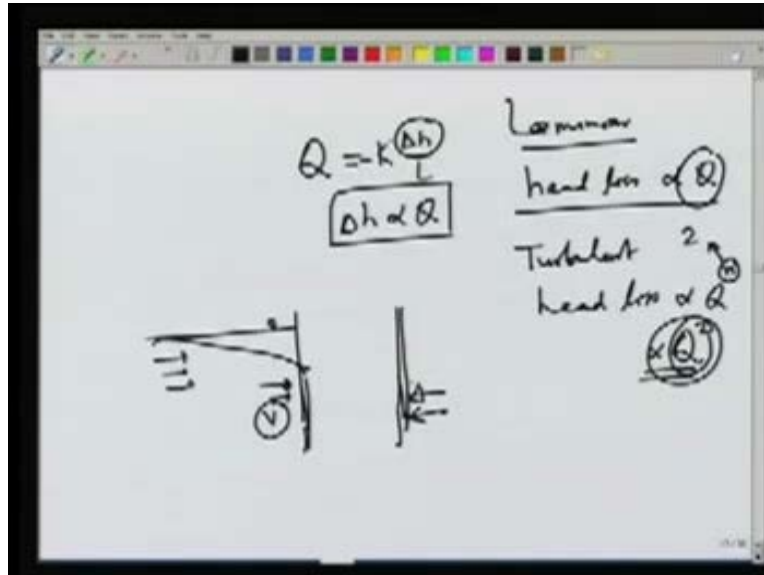 Q = -K Δh
L
Δh ∝ Q
Laminar
head loss ∝ Q
Turbulent 2
n
head loss ∝ Q
∝ Q
V